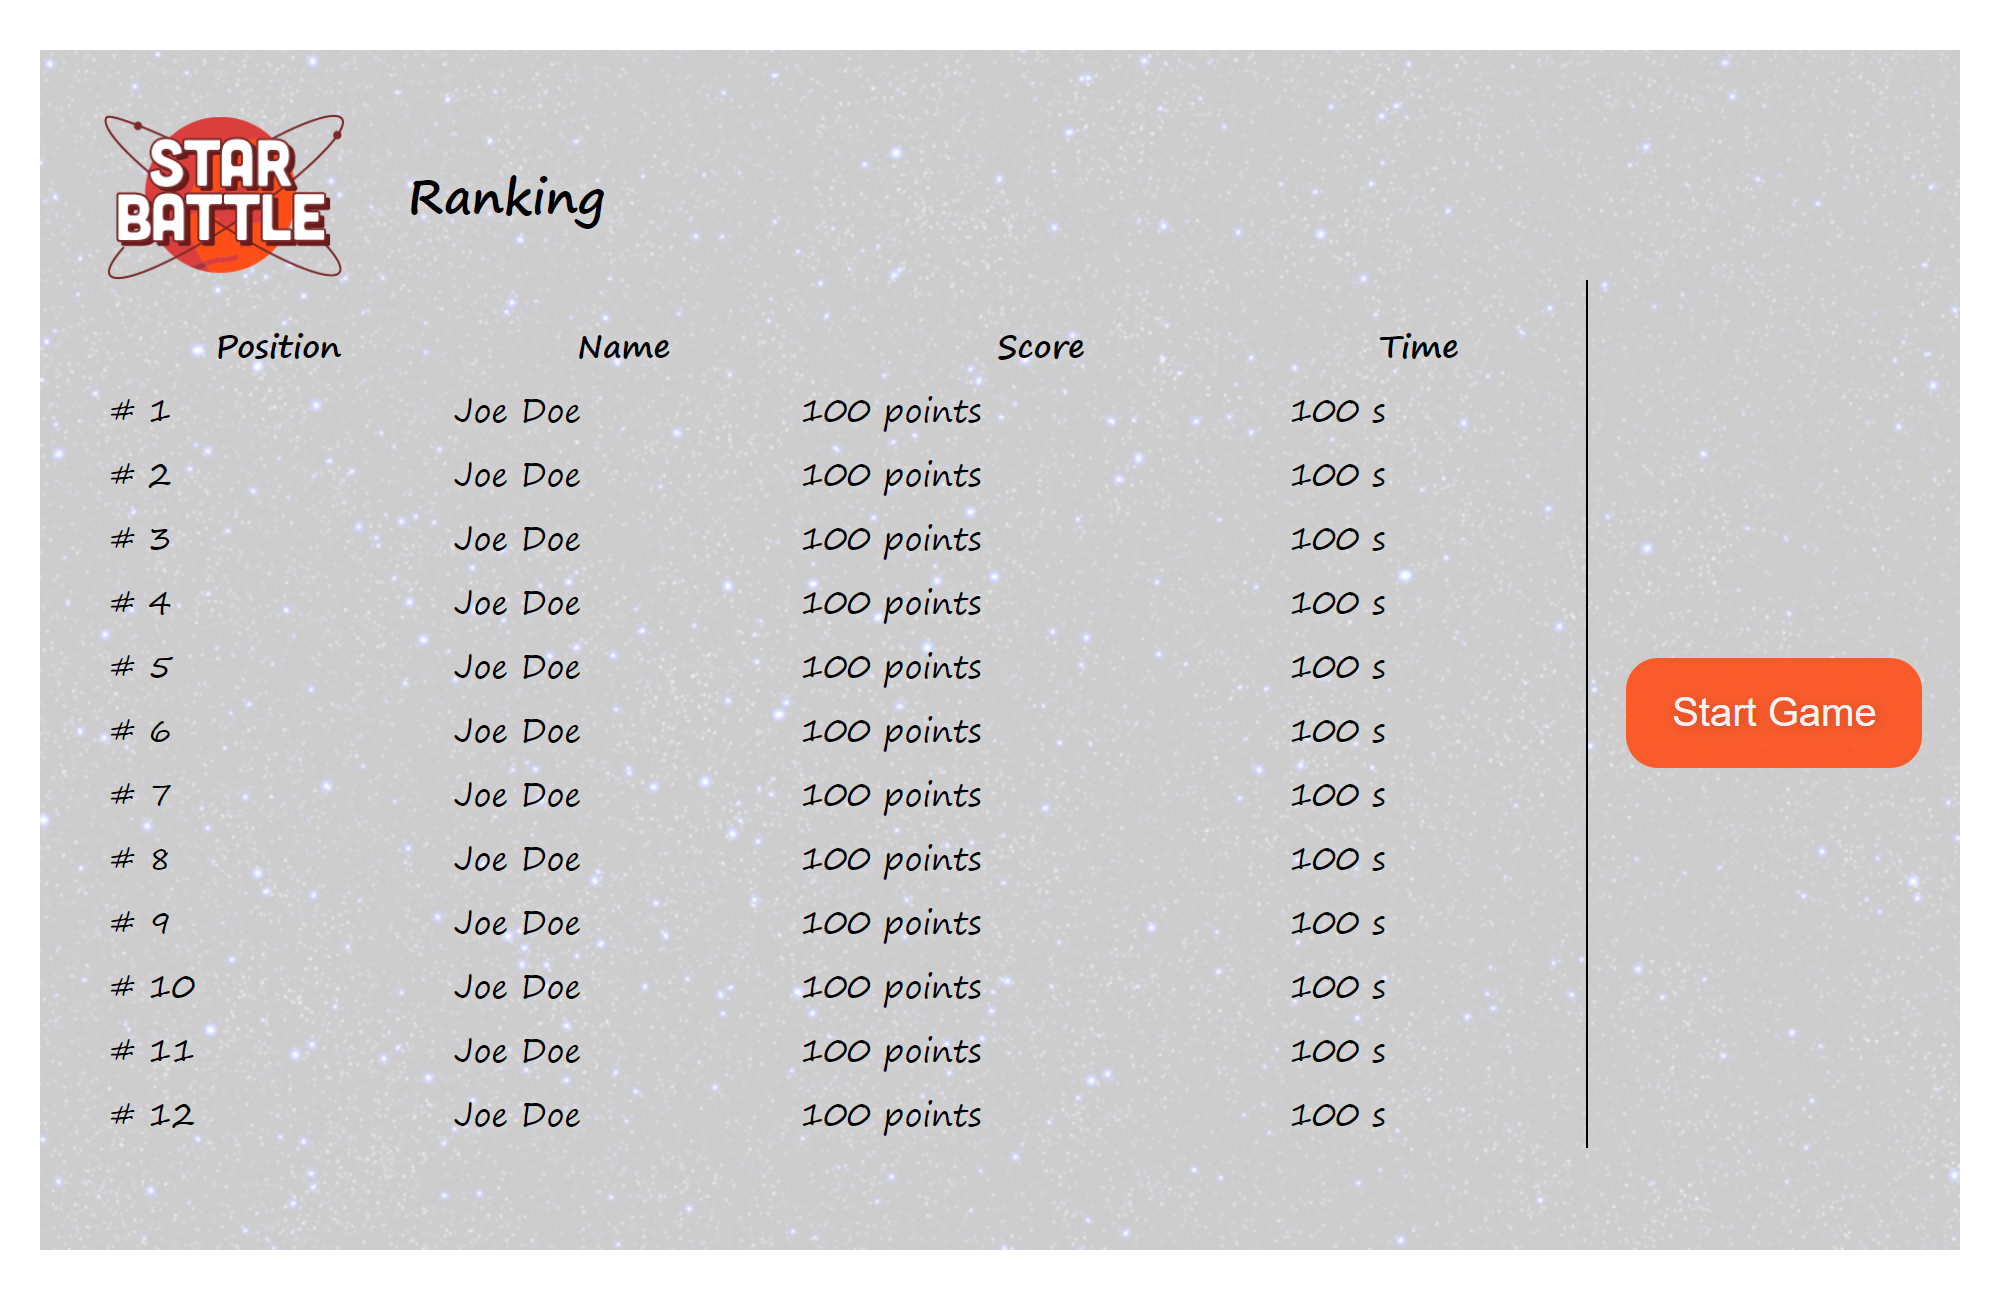 STAR
BATTLE
Ranking
Position Name Score Time
# 1 Joe Doe 100 points 100 s
# 2 Joe Doe 100 points 100 s
# 3 Joe Doe 100 points 100 s
# 4 Joe Doe 100 points 100 s
# 5 Joe Doe 100 points 100 s
# 6 Joe Doe 100 points 100 s
# 7 Joe Doe 100 points 100 s
# 8 Joe Doe 100 points 100 s
# 9 Joe Doe 100 points 100 s
# 10 Joe Doe 100 points 100 s
# 11 Joe Doe 100 points 100 s
# 12 Joe Doe 100 points 100 s
Start Game